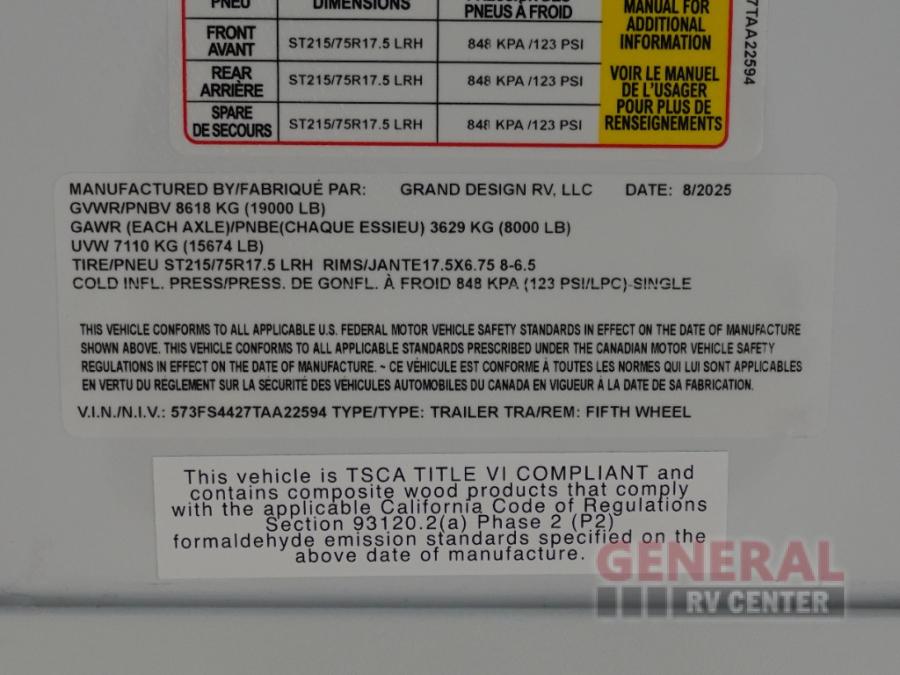 PNEU DIMENSIONS PNEUS À FROID MANUAL FOR
ADDITIONAL
INFORMATION
FRONT
AVANT ST215/75R17.5 LRH 848 KPA /123 PSI
REAR
ARRIÈRE ST215/75R17.5 LRH 848 KPA /123 PSI
SPARE
DE SECOURS ST215/75R17.5 LRH 848 KPA /123 PSI
VOIR LE MANUEL
DE L'USAGER
POUR PLUS DE
RENSEIGNEMENTS
7TAA22594
MANUFACTURED BY/FABRIQUÉ PAR: GRAND DESIGN RV, LLC DATE: 8/2025
GVWR/PNBV 8618 KG (19000 LB)
GAWR (EACH AXLE)/PNBE(CHAQUE ESSIEU) 3629 KG (8000 LB)
UVW 7110 KG (15674 LB)
TIRE/PNEU ST215/75R17.5 LRH RIMS/JANTE17.5X6.75 8-6.5
COLD INFL. PRESS/PRESS. DE GONFL. À FROID 848 KPA (123 PSI/LPC)-SINGLE
THIS VEHICLE CONFORMS TO ALL APPLICABLE U.S. FEDERAL MOTOR VEHICLE SAFETY STANDARDS IN EFFECT ON THE DATE OF MANUFACTURE
SHOWN ABOVE. THIS VEHICLE CONFORMS TO ALL APPLICABLE STANDARDS PRESCRIBED UNDER THE CANADIAN MOTOR VEHICLE SAFETY
REGULATIONS IN EFFECT ON THE DATE OF MANUFACTURE. ~ CE VÉHICULE EST CONFORME À TOUTES LES NORMES QUI LUI SONT APPLICABLES
EN VERTU DU RÉGLEMENT SUR LA SÉCURITÉ DES VÉHICULES AUTOMOBILES DU CANADA EN VIGUEUR À LA DATE DE SA FABRICATION.
V.I.N./N.I.V.: 573FS4427TAA22594 TYPE/TYPE: TRAILER TRA/REM: FIFTH WHEEL
This vehicle is TSCA TITLE VI COMPLIANT and
contains composite wood products that comply
with the applicable California Code of Regulations
Section 93120.2(a) Phase 2 (P2)
formaldehyde emission standards specified on the
above date of manufacture.
GENERAL
RV CENTER